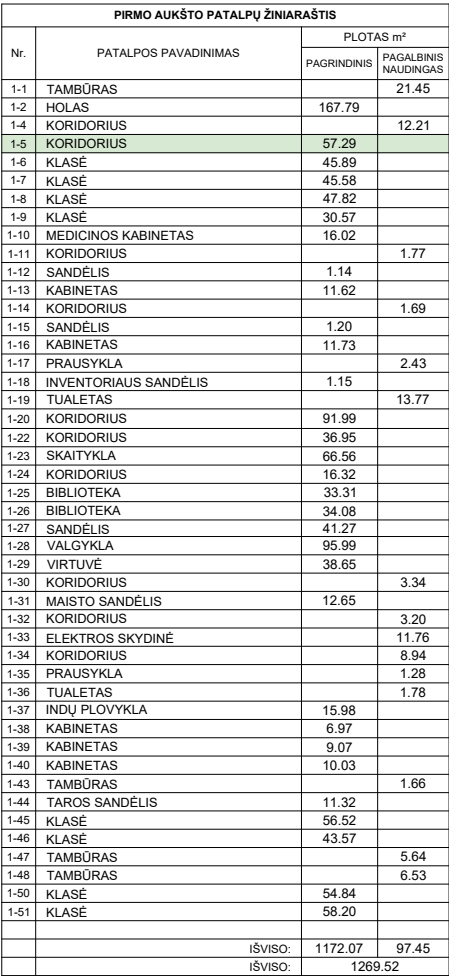 PIRMO AUKŠTO PATALPŲ ŽINIARAŠTIS
Nr. PATALPOS PAVADINIMAS PLOTAS m²
PAGRINDINIS PAGALBINIS NAUDINGAS
1-1 TAMBŪRAS 21.45
1-2 HOLAS 167.79
1-4 KORIDORIUS 12.21
1-5 KORIDORIUS 57.29
1-6 KLASĖ 45.89
1-7 KLASĖ 45.58
1-8 KLASĖ 47.82
1-9 KLASĖ 30.57
1-10 MEDICINOS KABINETAS 16.02
1-11 KORIDORIUS 1.77
1-12 SANDĖLIS 1.14
1-13 KABINETAS 11.62
1-14 KORIDORIUS 1.69
1-15 SANDĖLIS 1.20
1-16 KABINETAS 11.73
1-17 PRAUSYKLA 2.43
1-18 INVENTORIAUS SANDĖLIS 1.15
1-19 TUALETAS 13.77
1-20 KORIDORIUS 91.99
1-22 KORIDORIUS 36.95
1-23 SKAITYKLA 66.56
1-24 KORIDORIUS 16.32
1-25 BIBLIOTEKA 33.31
1-26 BIBLIOTEKA 34.08
1-27 SANDĖLIS 41.27
1-28 VALGYKLA 95.99
1-29 VIRTUVĖ 38.65
1-30 KORIDORIUS 3.34
1-31 MAISTO SANDĖLIS 12.65
1-32 KORIDORIUS 3.20
1-33 ELEKTROS SKYDINĖ 11.76
1-34 KORIDORIUS 8.94
1-35 PRAUSYKLA 1.28
1-36 TUALETAS 1.78
1-37 INDŲ PLOVYKLA 15.98
1-38 KABINETAS 6.97
1-39 KABINETAS 9.07
1-40 KABINETAS 10.03
1-43 TAMBŪRAS 1.66
1-44 TAROS SANDĖLIS 11.32
1-45 KLASĖ 56.52
1-46 KLASĖ 43.57
1-47 TAMBŪRAS 5.64
1-48 TAMBŪRAS 6.53
1-50 KLASĖ 54.84
1-51 KLASĖ 58.20
IŠVISO: 1172.07 97.45
IŠVISO: 1269.52